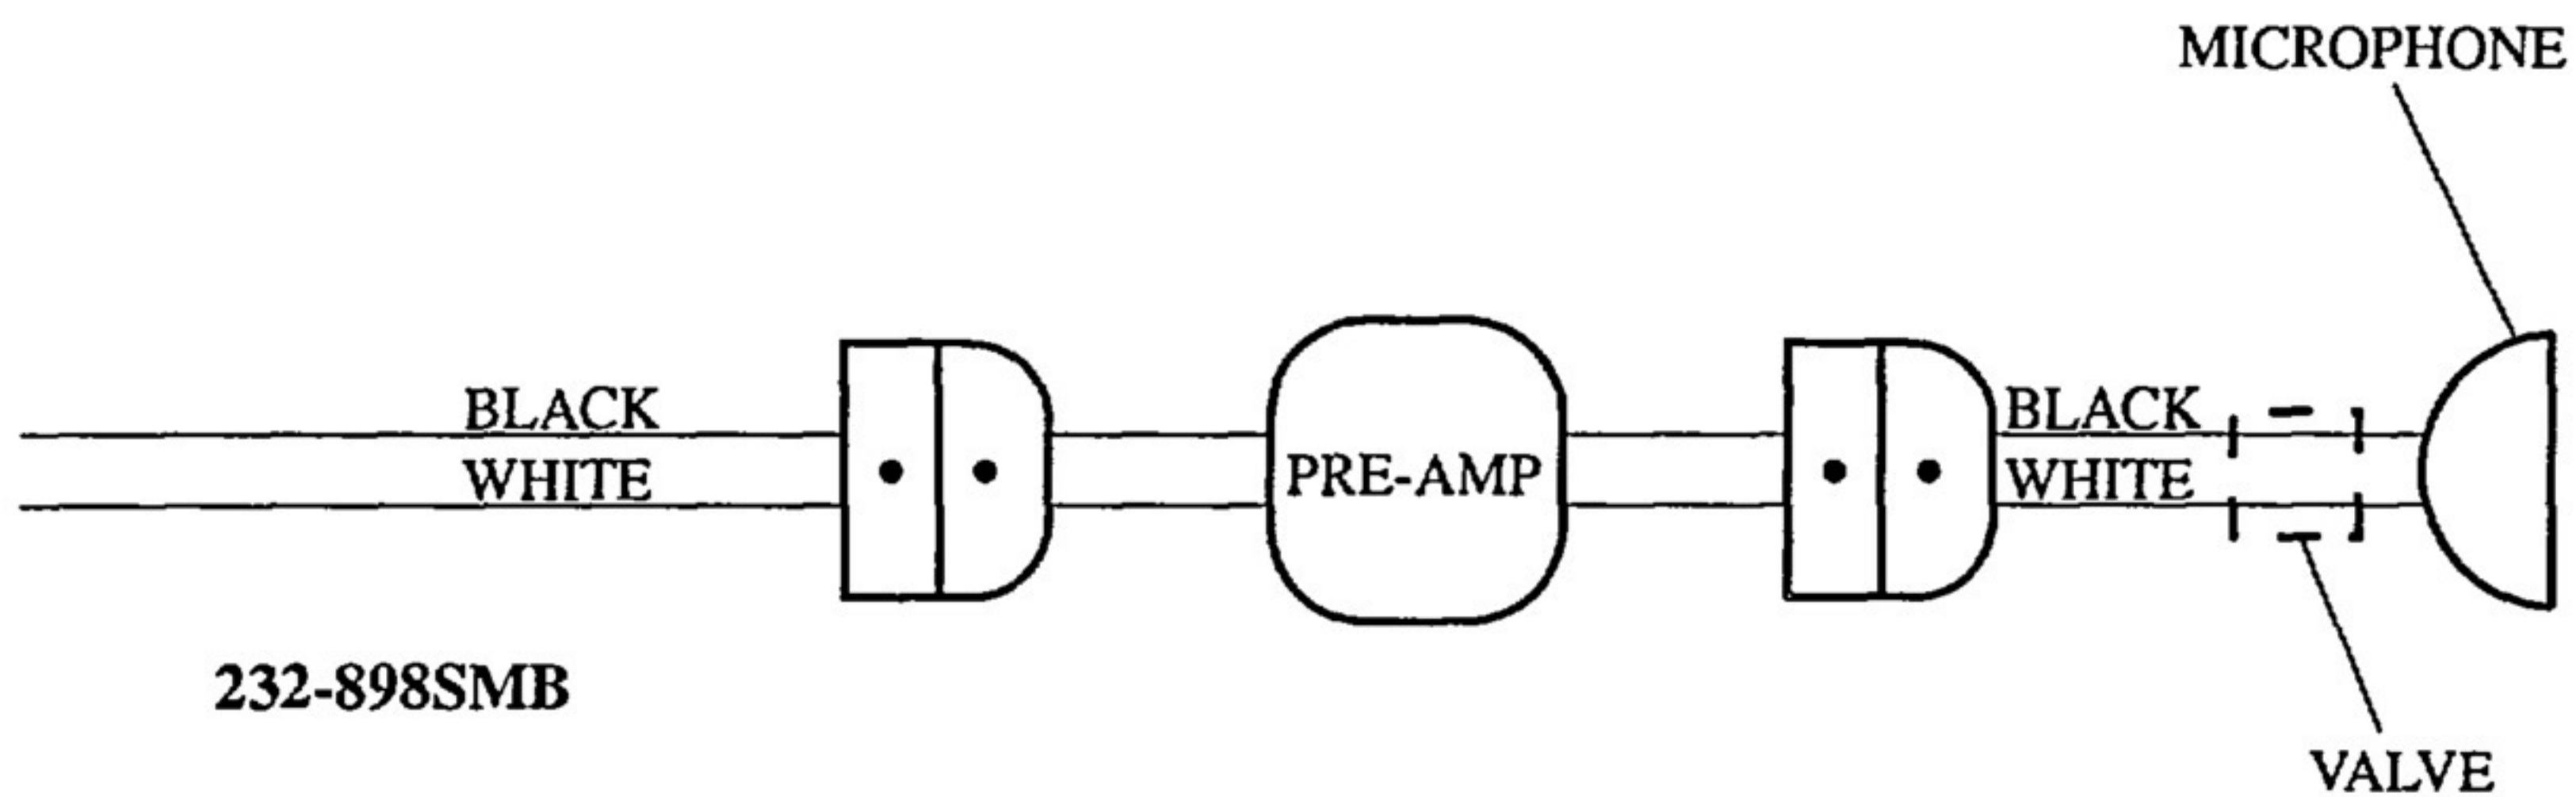 MICROPHONE
BLACK
WHITE
PRE-AMP
BLACK
WHITE
232-898SMB
VALVE